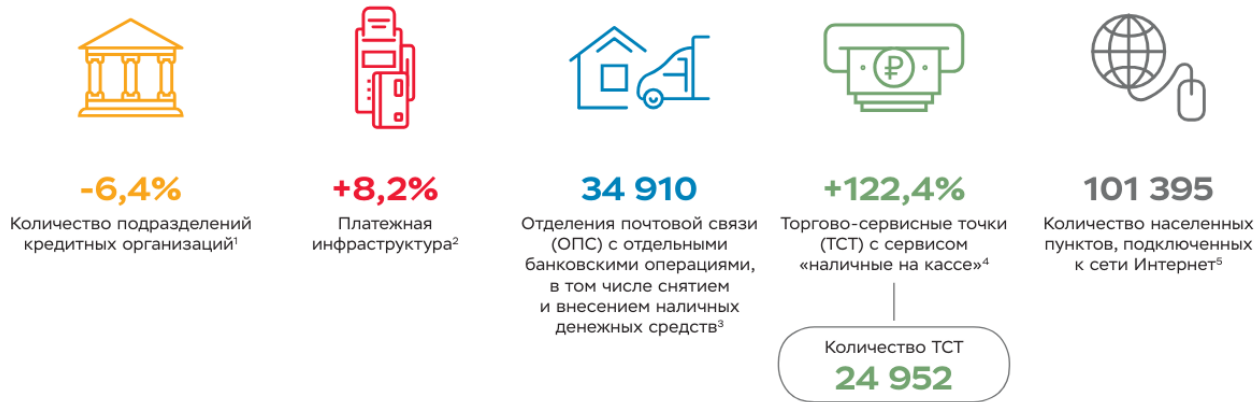 -6,4%
Количество подразделений
кредитных организаций¹
+8,2%
Платежная
инфраструктура²
34 910
Отделения почтовой связи
(ОПС) с отдельными
банковскими операциями,
в том числе снятием
и внесением наличных
денежных средств³
+122,4%
Торгово-сервисные точки
(ТСТ) с сервисом
«наличные на кассе»⁴
Количество ТСТ
24 952
101 395
Количество населенных
пунктов, подключенных
к сети Интернет⁵